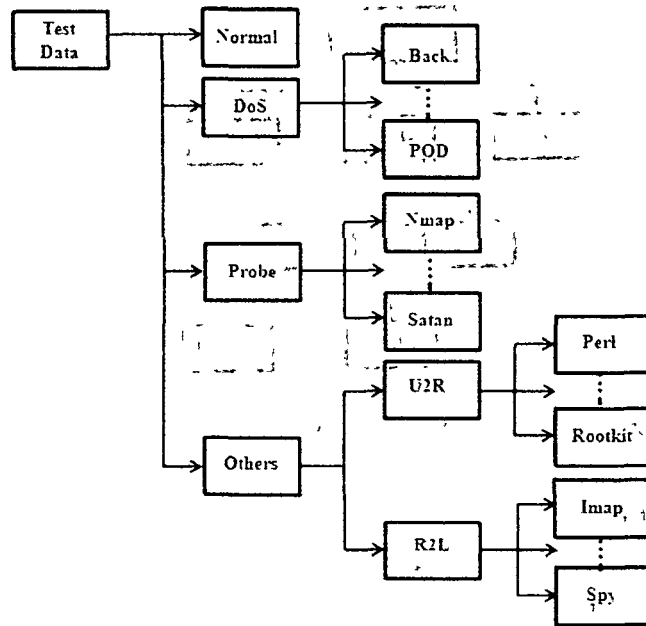 Test
Data
Normal
DoS
Back
POD
Probe
Nmap
Satan
Others
U2R
Perl
Rootkit
R2L
Imap
Spy